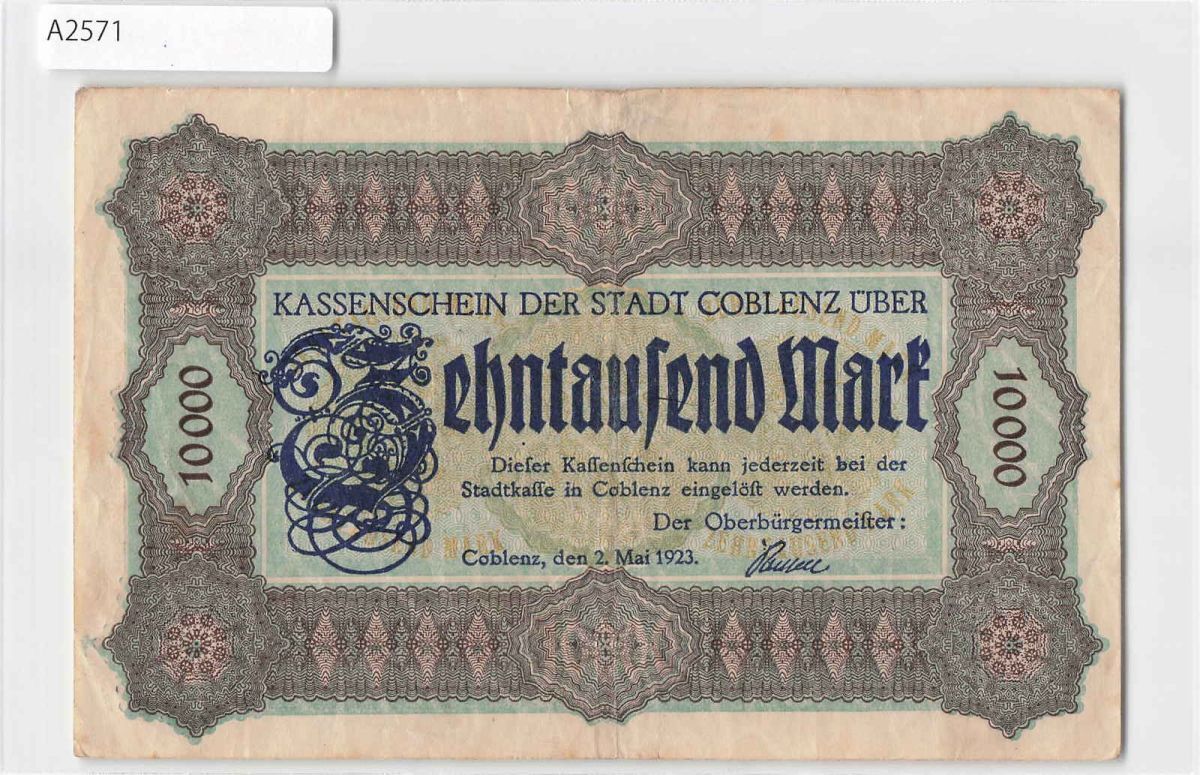 A2571
KASSENSCHEIN DER STADT COBLENZ ÜBER
Zehntauſend Mark
10000
10000
Dieſer Kaſſenſchein kann jederzeit bei der
Stadtkaſſe in Coblenz eingelöſt werden.
Der Oberbürgermeiſter:
Coblenz, den 2. Mai 1923.